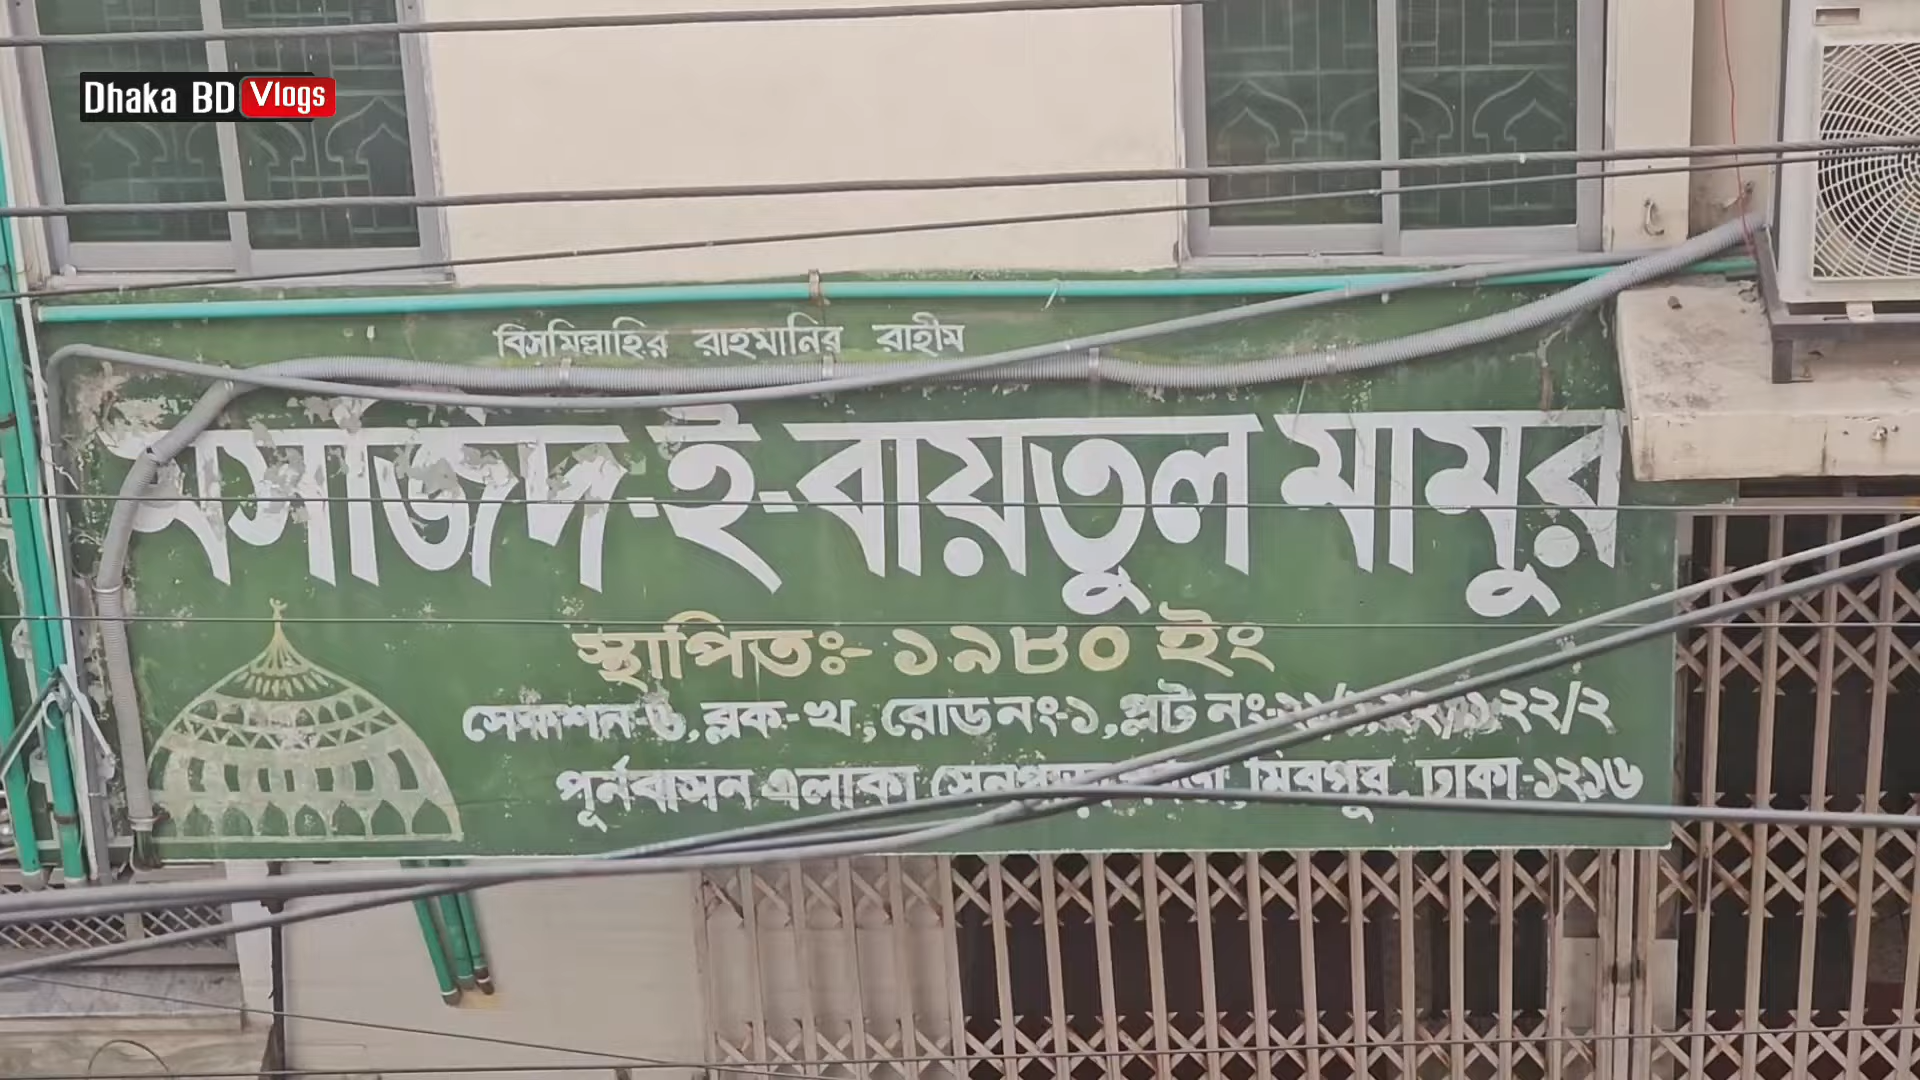 Dhaka BD Vlogs
বিসমিল্লাহির রাহমানির রাহীম
মসজিদ-ই-বায়তুল মামুর
স্থাপিতঃ- ১৯৮০ ইং
সেকশন-৬, ব্লক-খ, রোড নং-১, প্লট নং-
পূর্নবাসন এলাকা মিরপুর, ঢাকা-১২১৬